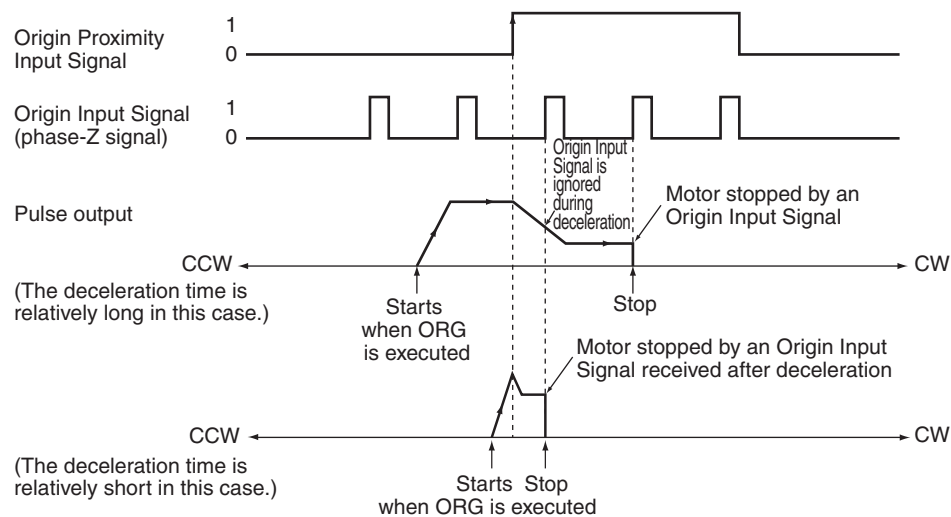 Origin Proximity
Input Signal
1
0
Origin Input Signal
(phase-Z signal)
1
0
Origin Input
Signal is
ignored
during
deceleration
Pulse output
Motor stopped by an
Origin Input Signal
CCW
CW
(The deceleration time is
relatively long in this case.)
Starts
when ORG
is executed
Stop
Motor stopped by an Origin Input
Signal received after deceleration
CCW
CW
(The deceleration time is
relatively short in this case.)
Starts Stop
when ORG is executed